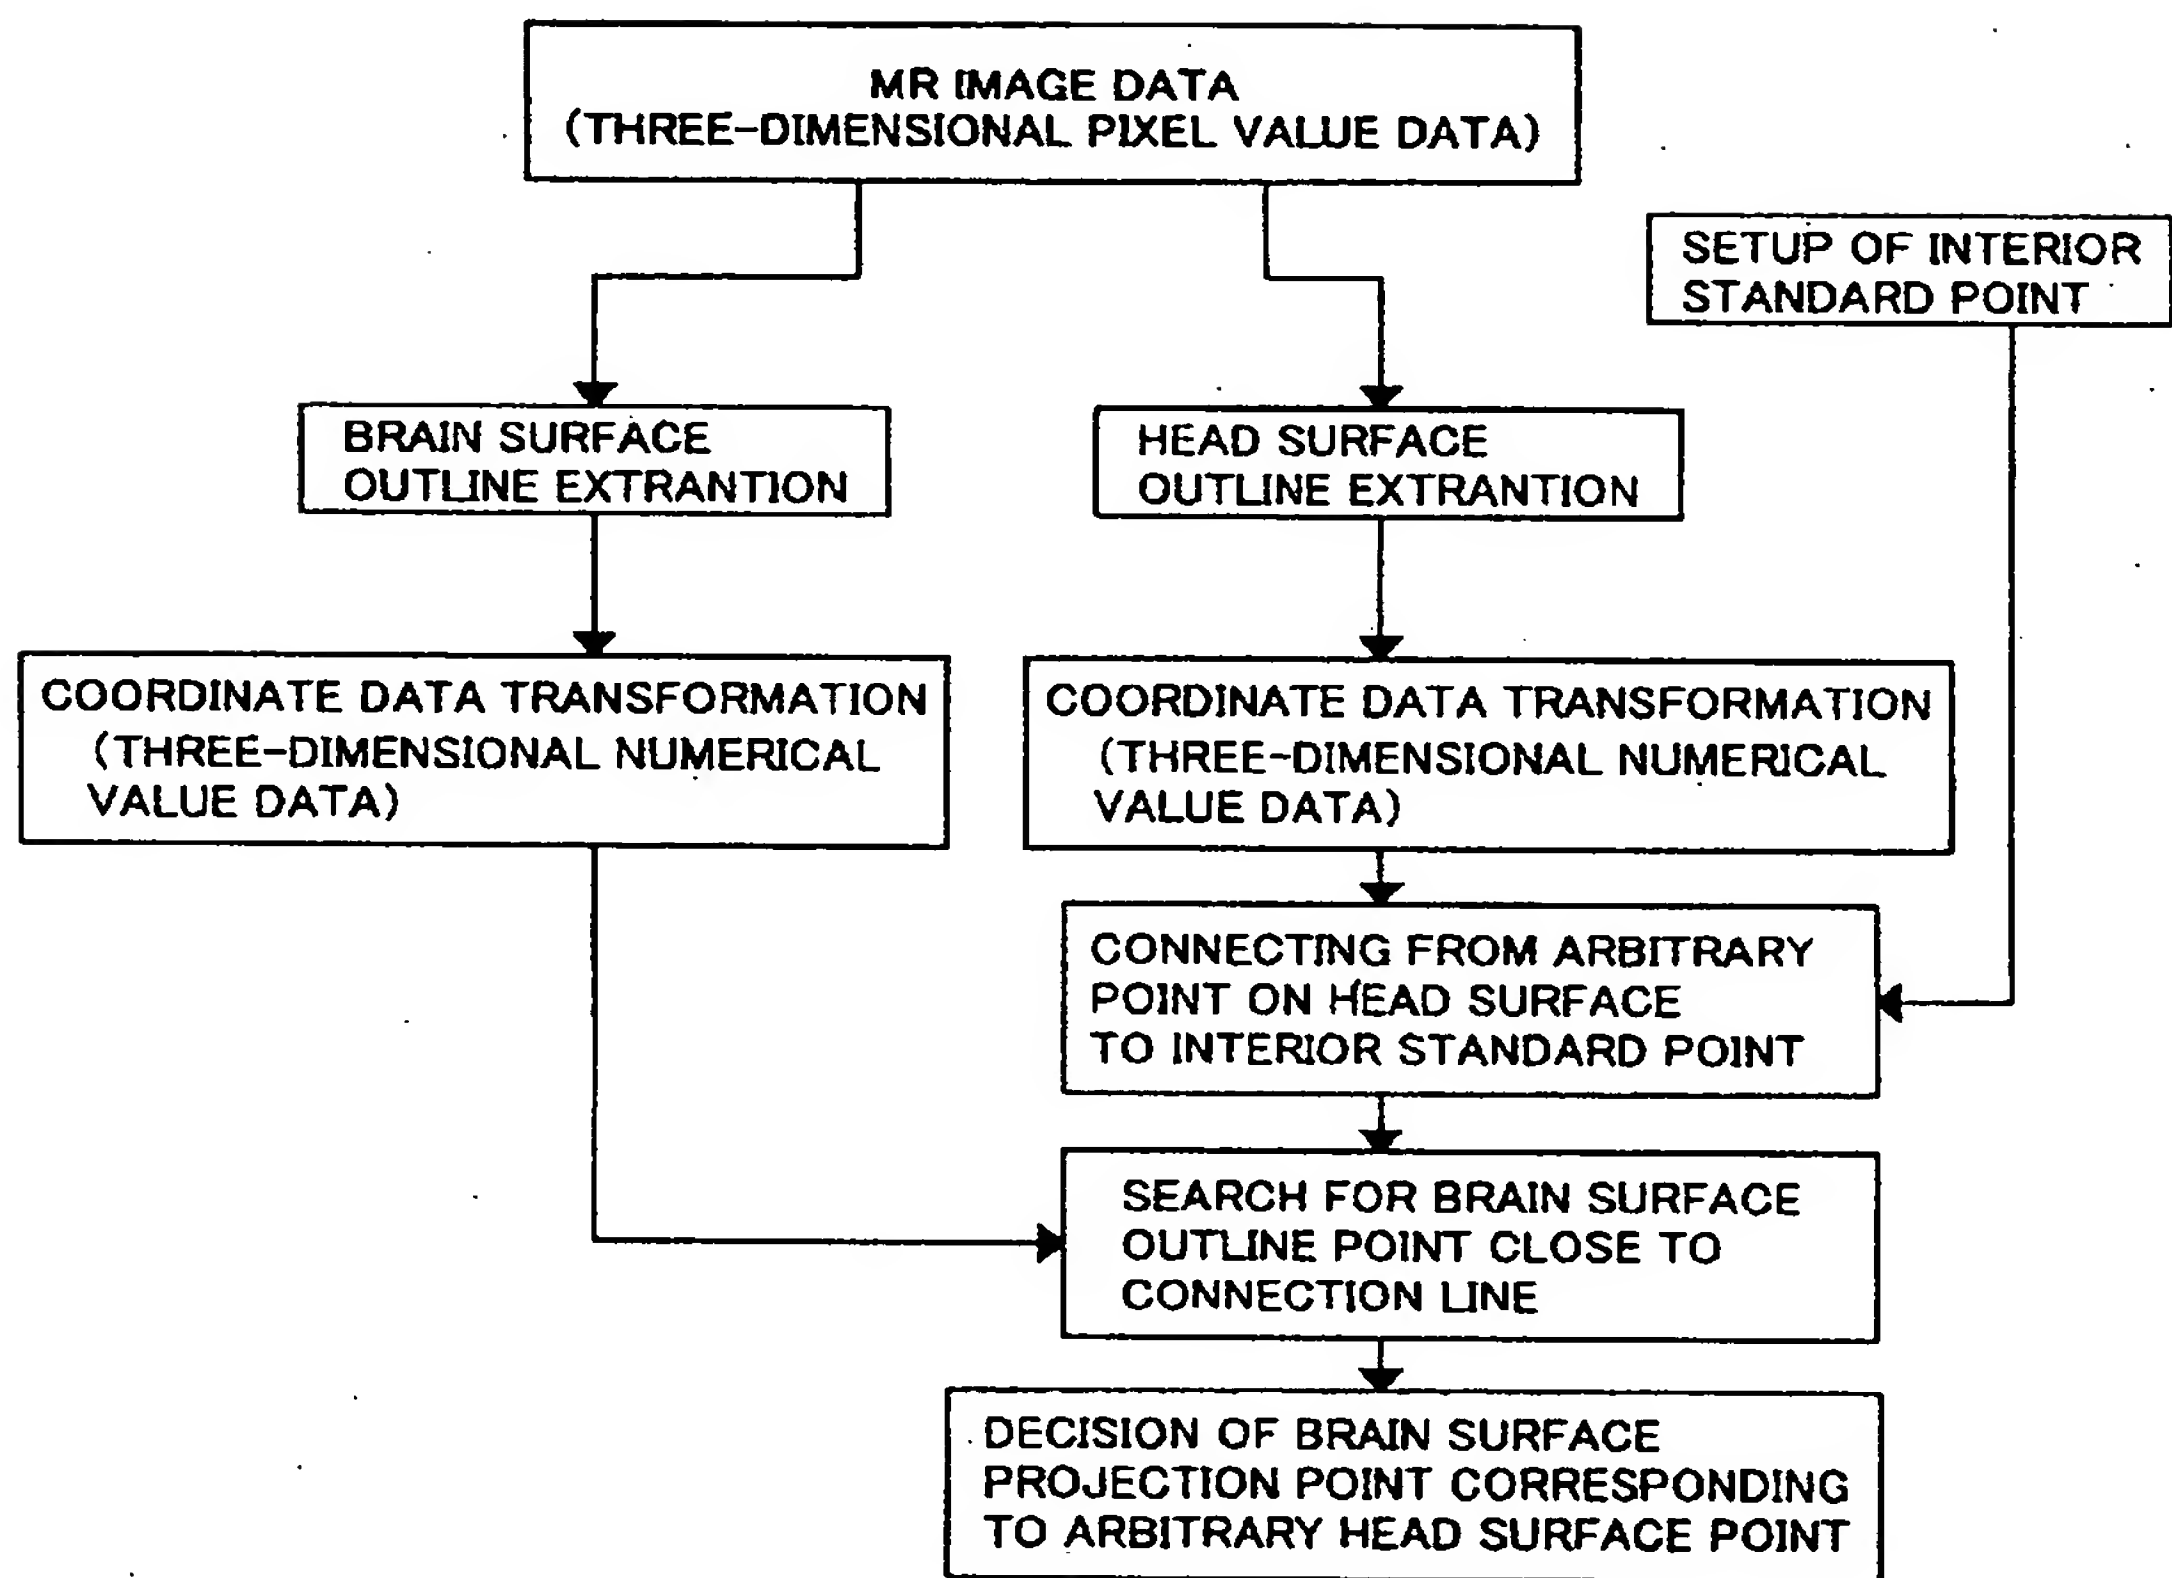 MR IMAGE DATA
(THREE-DIMENSIONAL PIXEL VALUE DATA)
SETUP OF INTERIOR
STANDARD POINT
BRAIN SURFACE
OUTLINE EXTRANTION
HEAD SURFACE
OUTLINE EXTRANTION
COORDINATE DATA TRANSFORMATION
(THREE-DIMENSIONAL NUMERICAL
VALUE DATA)
COORDINATE DATA TRANSFORMATION
(THREE-DIMENSIONAL NUMERICAL
VALUE DATA)
CONNECTING FROM ARBITRARY
POINT ON HEAD SURFACE
TO INTERIOR STANDARD POINT
SEARCH FOR BRAIN SURFACE
OUTLINE POINT CLOSE TO
CONNECTION LINE
DECISION OF BRAIN SURFACE
PROJECTION POINT CORRESPONDING
TO ARBITRARY HEAD SURFACE POINT